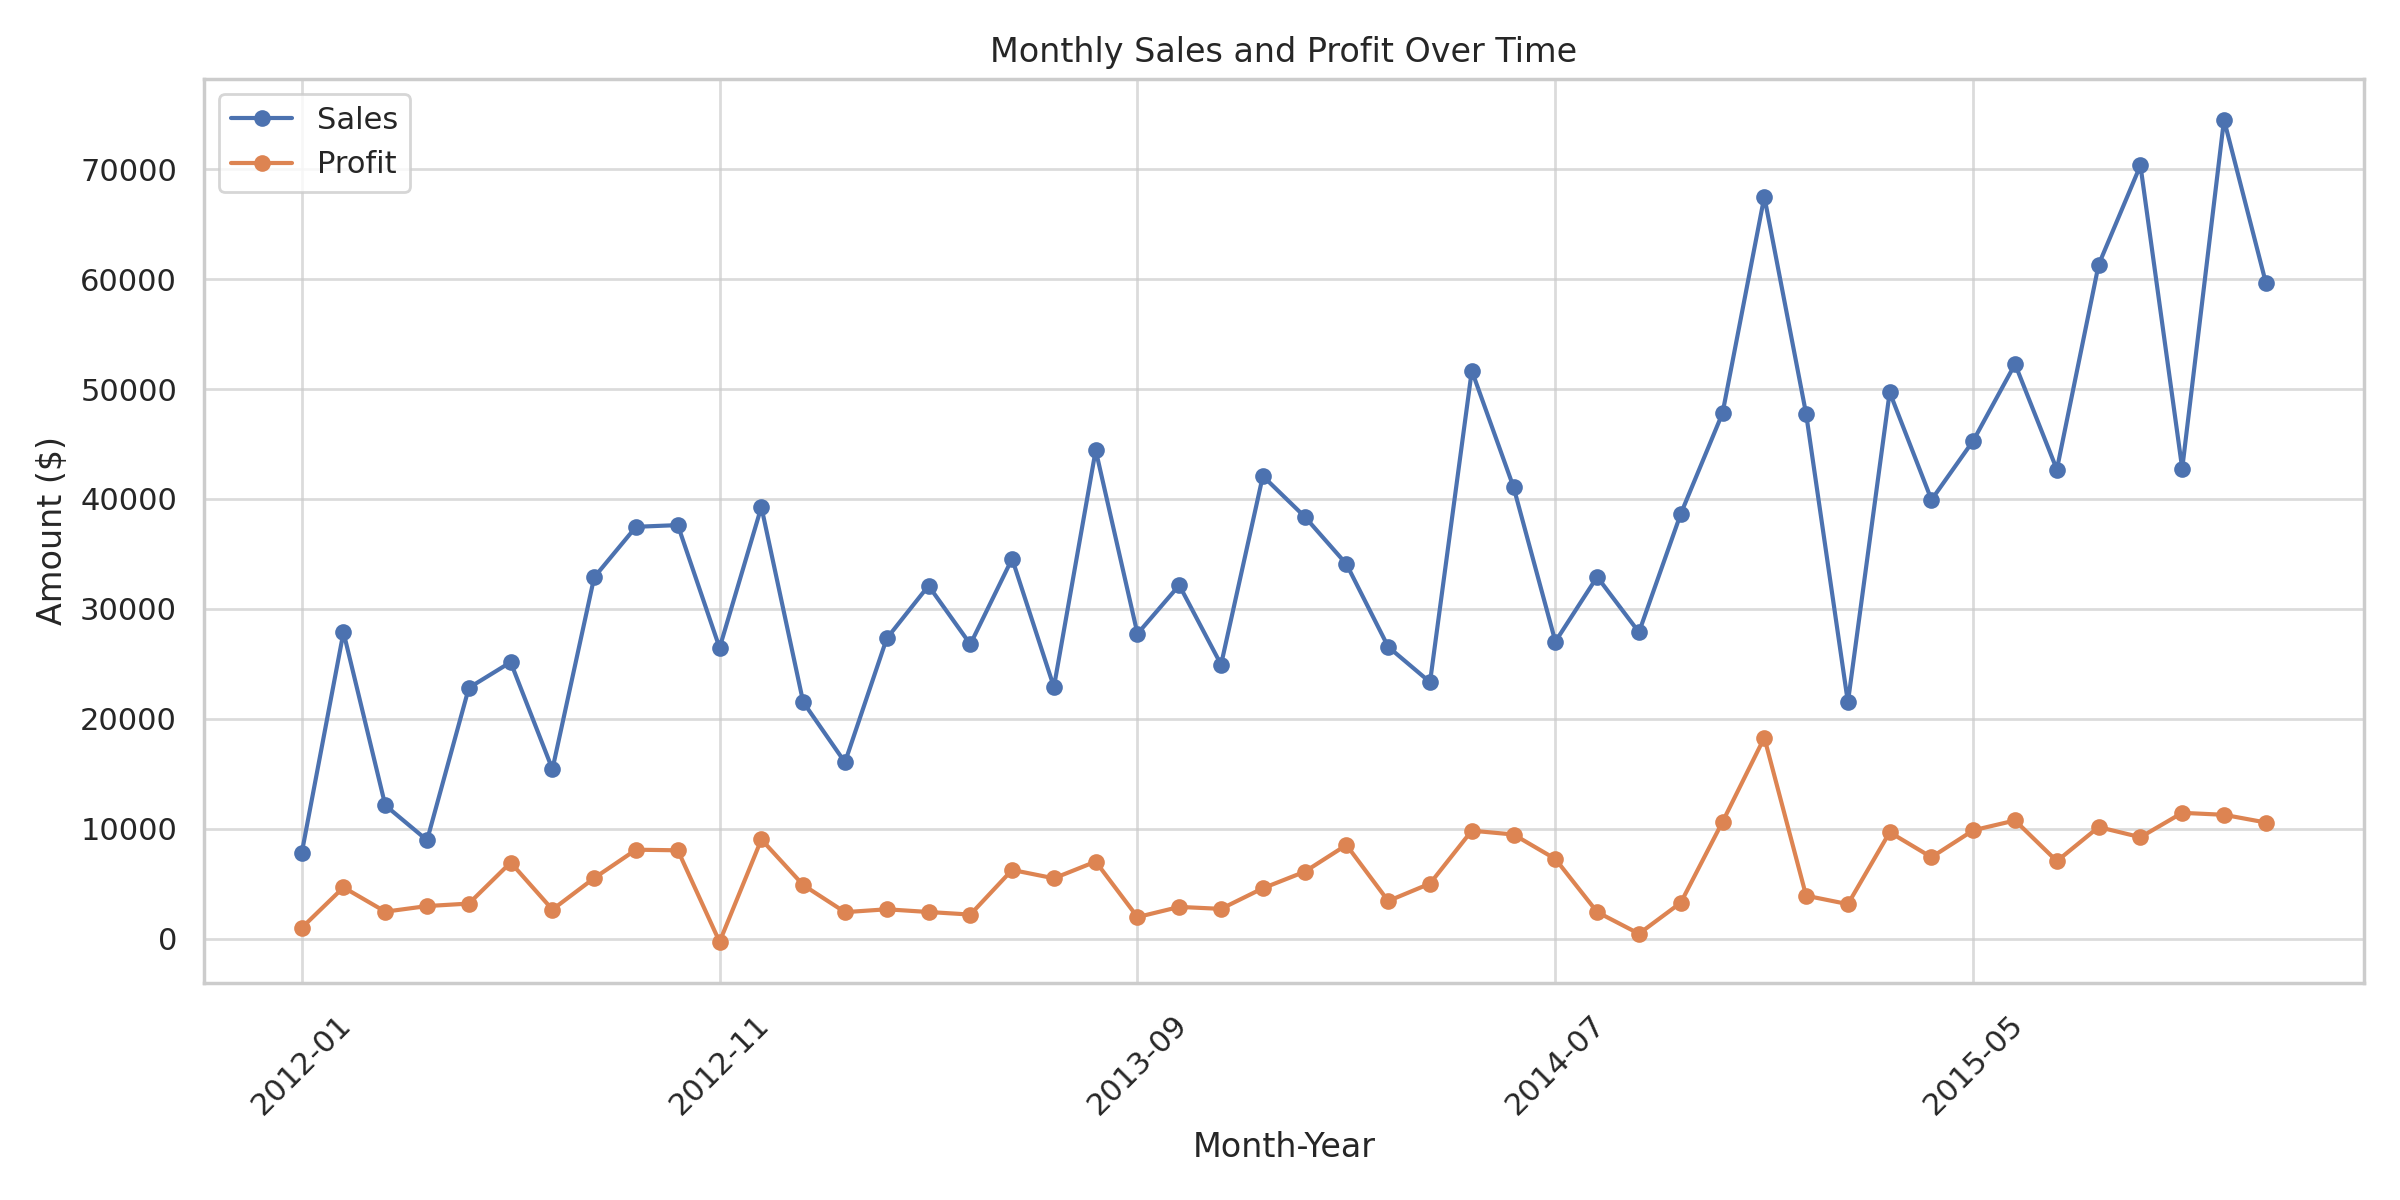 Monthly Sales and Profit Over Time
Sales
Profit
70000
60000
50000
40000
30000
20000
10000
0
Amount ($)
2012-01
2012-11
2013-09
2014-07
2015-05
Month-Year